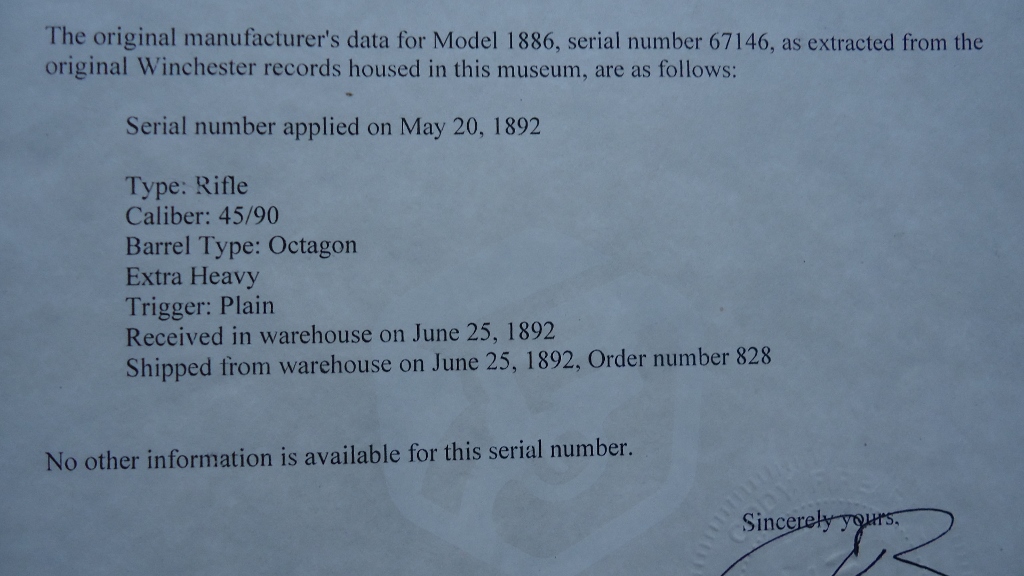 The original manufacturer's data for Model 1886, serial number 67146, as extracted from the
original Winchester records housed in this museum, are as follows:
Serial number applied on May 20, 1892
Type: Rifle
Caliber: 45/90
Barrel Type: Octagon
Extra Heavy
Trigger: Plain
Received in warehouse on June 25, 1892
Shipped from warehouse on June 25, 1892, Order number 828
No other information is available for this serial number.
Sincerely yours,